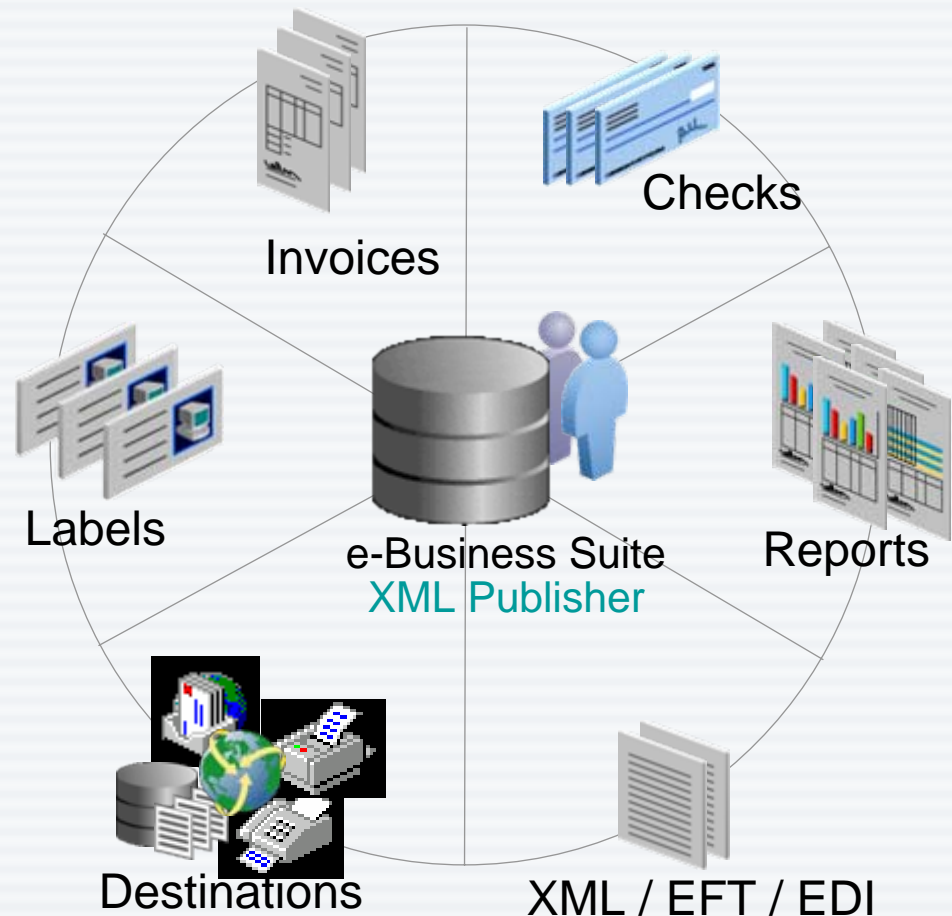 Checks
Invoices
Labels
e-Business Suite
XML Publisher
Reports
Destinations
XML / EFT / EDI